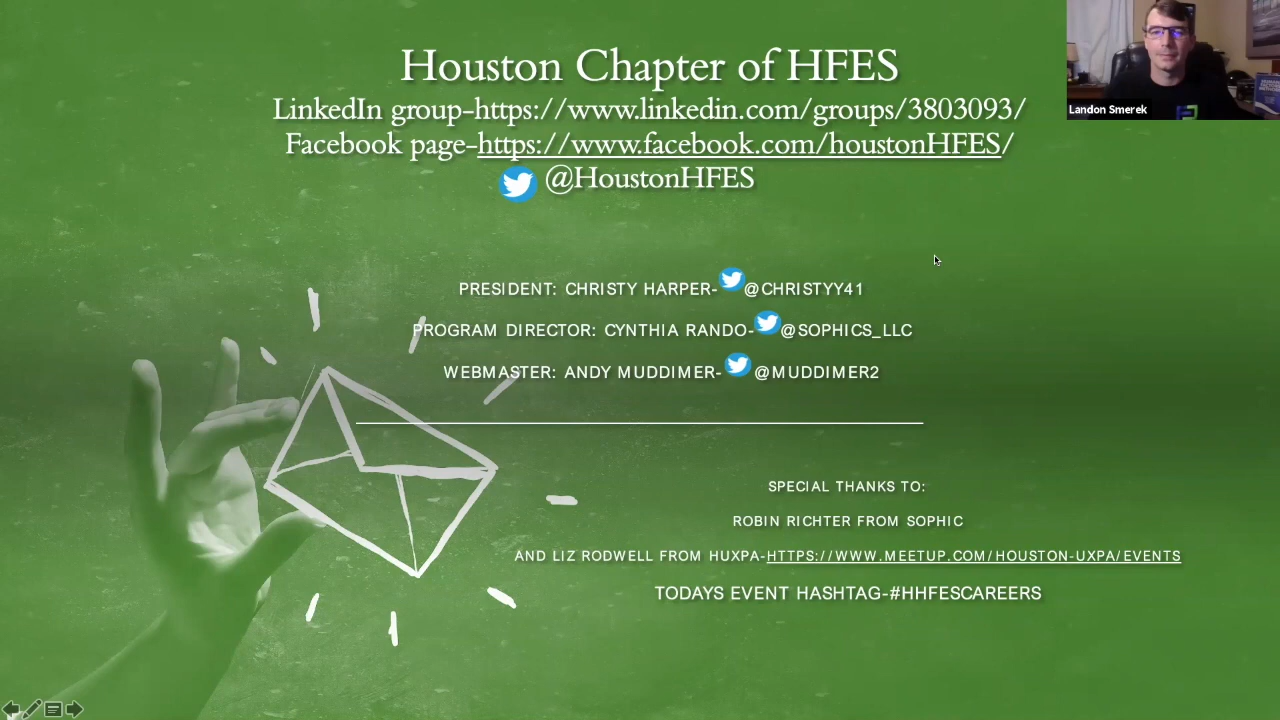 Houston Chapter of HFES
LinkedIn group-https://www.linkedin.com/groups/3803093/
Facebook page-https://www.facebook.com/houstonHFES/
@HoustonHFES
Landon Smerek
PRESIDENT: CHRISTY HARPER-@CHRISTYY41
PROGRAM DIRECTOR: CYNTHIA RANDO-@SOPHICS_LLC
WEBMASTER: ANDY MUDDIMER-@MUDDIMER2
SPECIAL THANKS TO:
ROBIN RICHTER FROM SOPHIC
AND LIZ RODWELL FROM HUXPA-HTTPS://WWW.MEETUP.COM/HOUSTON-UXPA/EVENTS
TODAYS EVENT HASHTAG-#HHFESCAREERS